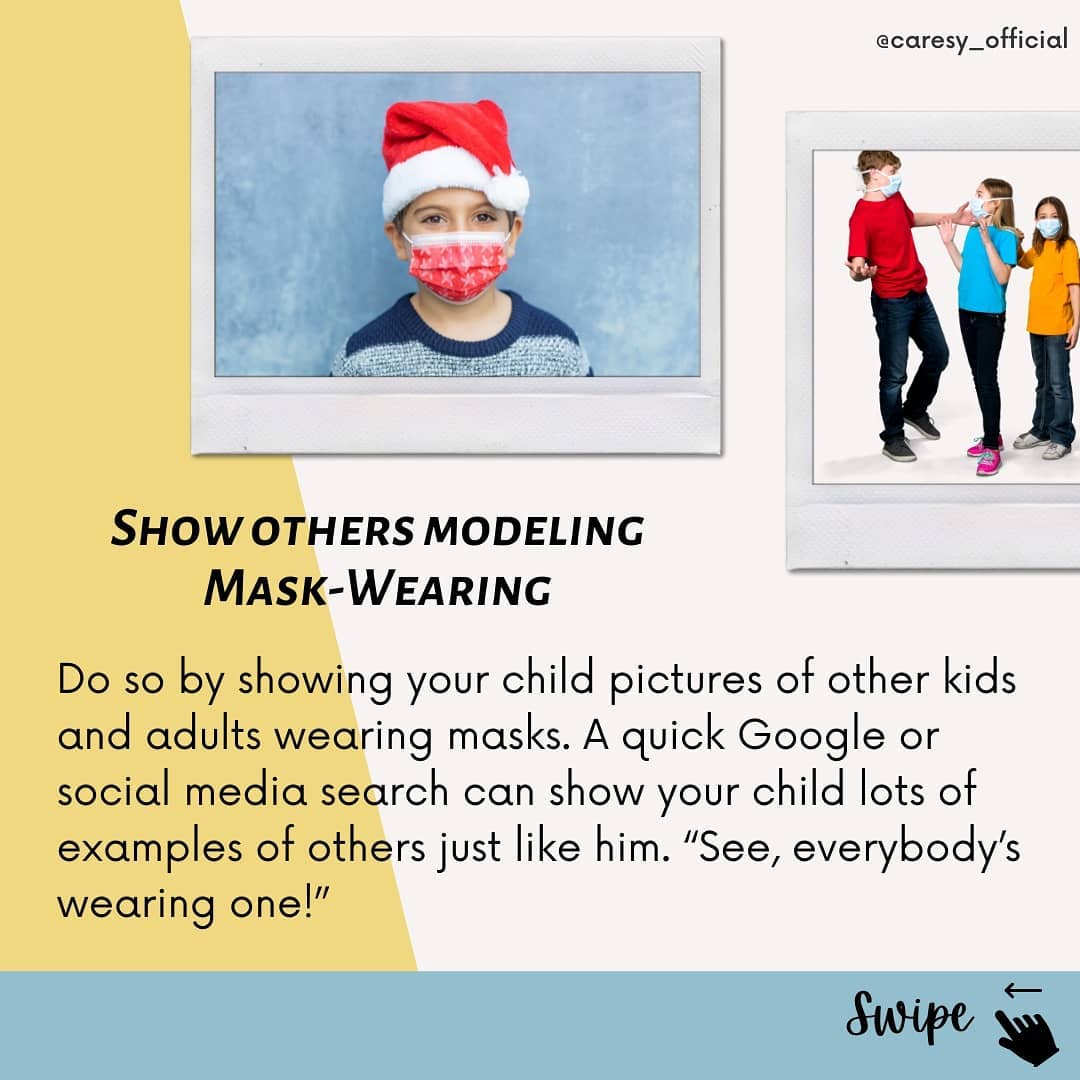 @caresy_official
Show others modeling
Mask-Wearing
Do so by showing your child pictures of other kids
and adults wearing masks. A quick Google or
social media search can show your child lots of
examples of others just like him. “See, everybody’s
wearing one!”
Swipe